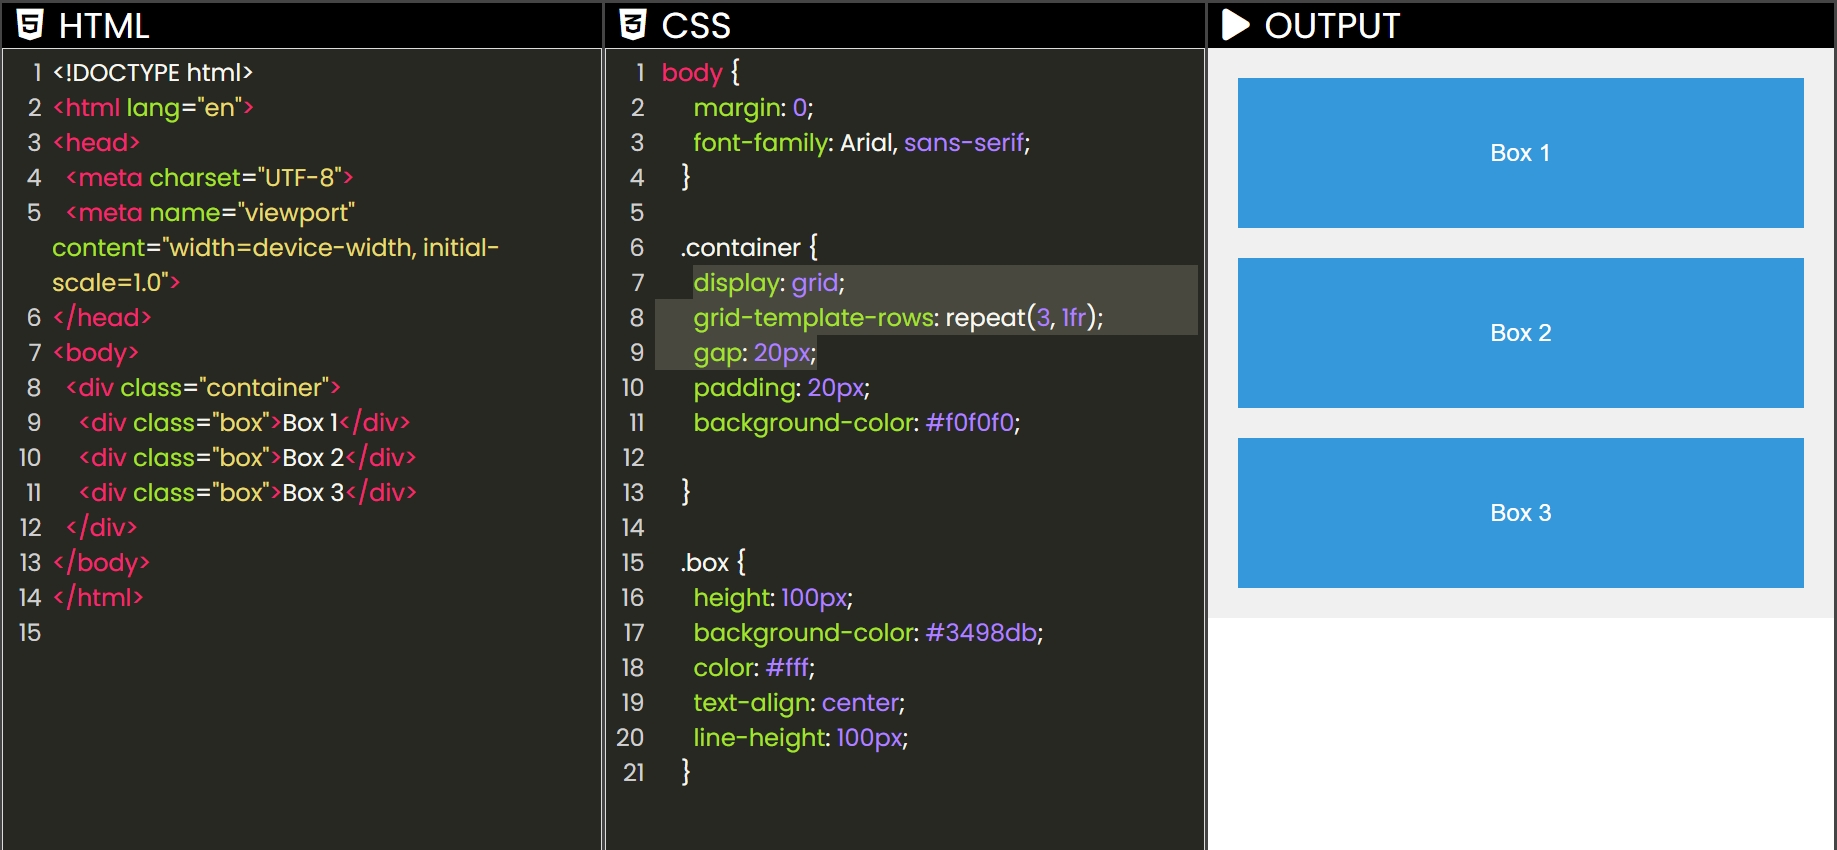 HTML
1 <!DOCTYPE html>
2 <html lang="en">
3 <head>
4 <meta charset="UTF-8">
5 <meta name="viewport"
content="width=device-width, initial-
scale=1.0">
6 </head>
7 <body>
8 <div class="container">
9 <div class="box">Box 1</div>
10 <div class="box">Box 2</div>
11 <div class="box">Box 3</div>
12 </div>
13 </body>
14 </html>
15
CSS
1 body {
2 margin: 0;
3 font-family: Arial, sans-serif;
4 }
5
6 .container {
7 display: grid;
8 grid-template-rows: repeat(3, 1fr);
9 gap: 20px;
10 padding: 20px;
11 background-color: #f0f0f0;
12
13 }
14
15 .box {
16 height: 100px;
17 background-color: #3498db;
18 color: #fff;
19 text-align: center;
20 line-height: 100px;
21 }
OUTPUT
Box 1
Box 2
Box 3